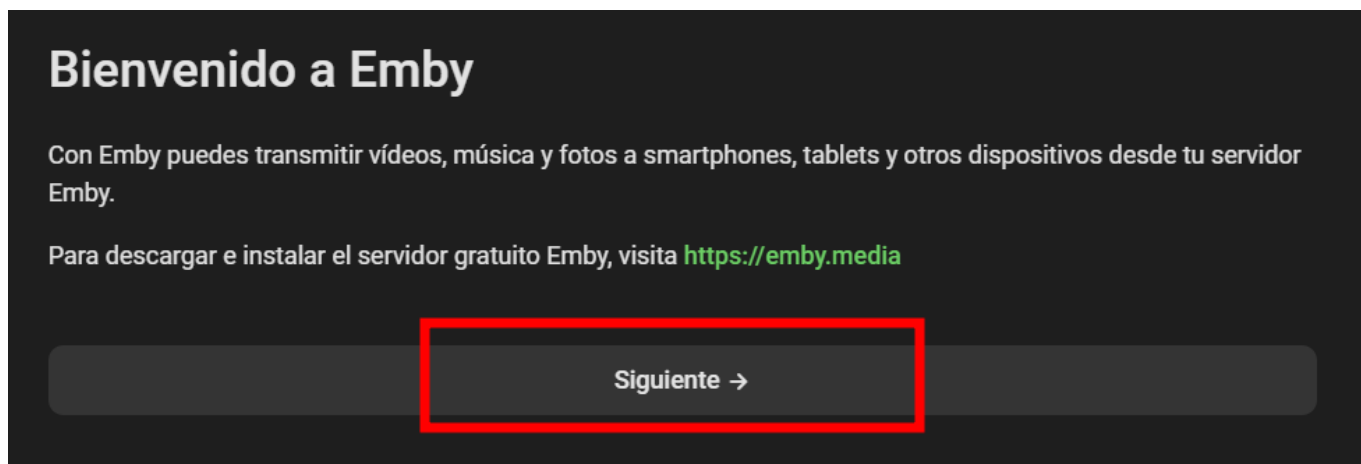 Bienvenido a Emby
Con Emby puedes transmitir vídeos, música y fotos a smartphones, tablets y otros dispositivos desde tu servidor
Emby.
Para descargar e instalar el servidor gratuito Emby, visita https://emby.media
Siguiente →